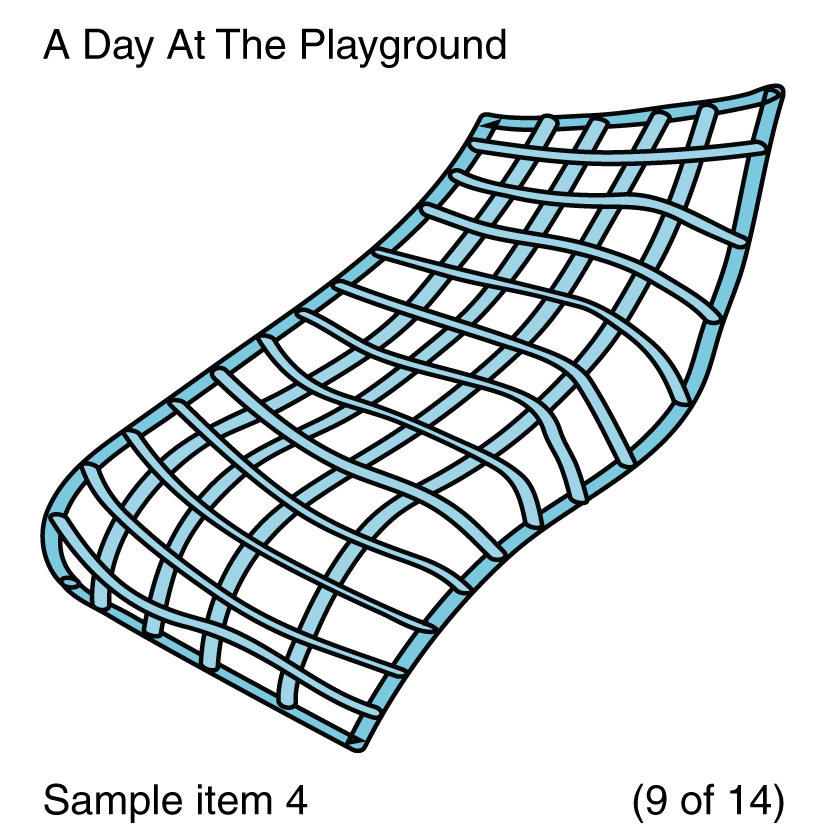 A Day At The Playground
Sample item 4
(9 of 14)